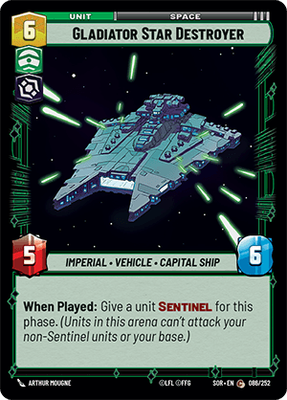 UNIT SPACE
6 GLADIATOR STAR DESTROYER
5 6
IMPERIAL • VEHICLE • CAPITAL SHIP
When Played: Give a unit SENTINEL for this
phase. (Units in this arena can't attack your
non-Sentinel units or your base.)
ARTHUR MOUGNE ©LFL ©FFG SOR • EN C 086/252